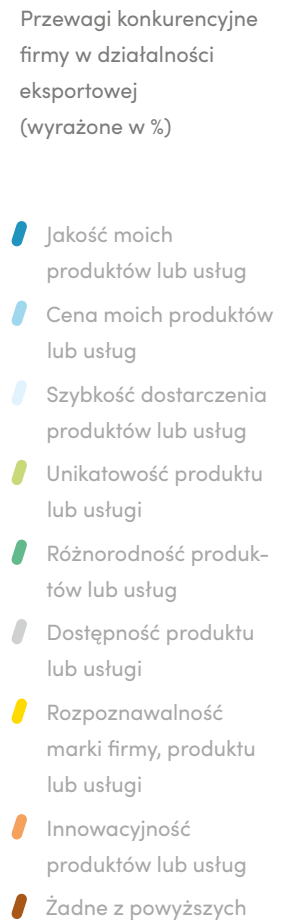 Przewagi konkurencyjne
firmy w działalności
eksportowej
(wyrażone w %)
Jakość moich
produktów lub usług
Cena moich produktów
lub usług
Szybkość dostarczenia
produktów lub usług
Unikatowość produktu
lub usługi
Różnorodność produk-
tów lub usług
Dostępność produktu
lub usługi
Rozpoznawalność
marki firmy, produktu
lub usługi
Innowacyjność
produktów lub usług
Żadne z powyższych